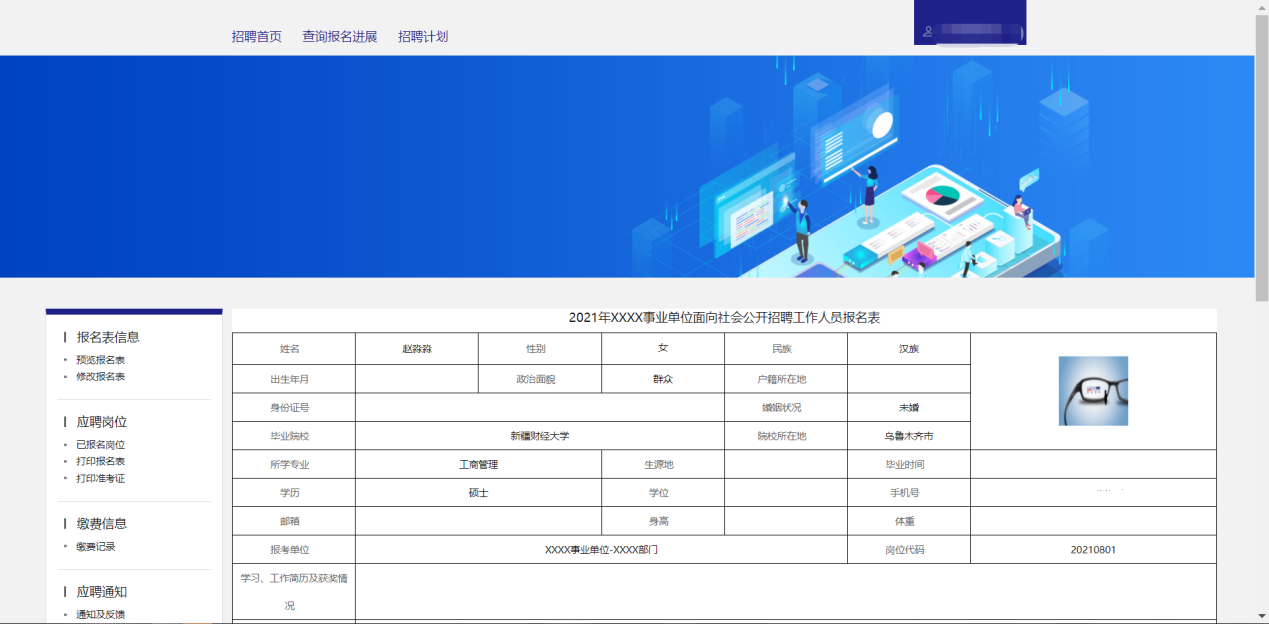 招聘首页 查询报名进展 招聘计划
报名表信息
预览报名表
修改报名表
应聘岗位
已报名岗位
打印报名表
打印准考证
缴费信息
缴费记录
应聘通知
通知及反馈
2021年XXXX事业单位面向社会公开招聘工作人员报名表
姓名 赵淼淼 性别 女 民族 汉族
出生年月 政治面貌 群众 户籍所在地
身份证号 婚姻状况 未婚
毕业院校 新疆财经大学 院校所在地 乌鲁木齐市
所学专业 工商管理 生源地 毕业时间
学历 硕士 学位 手机号
邮箱 身高 体重
报考单位 XXXX事业单位-XXXX部门 岗位代码 20210801
学习、工作简历及获奖情
况